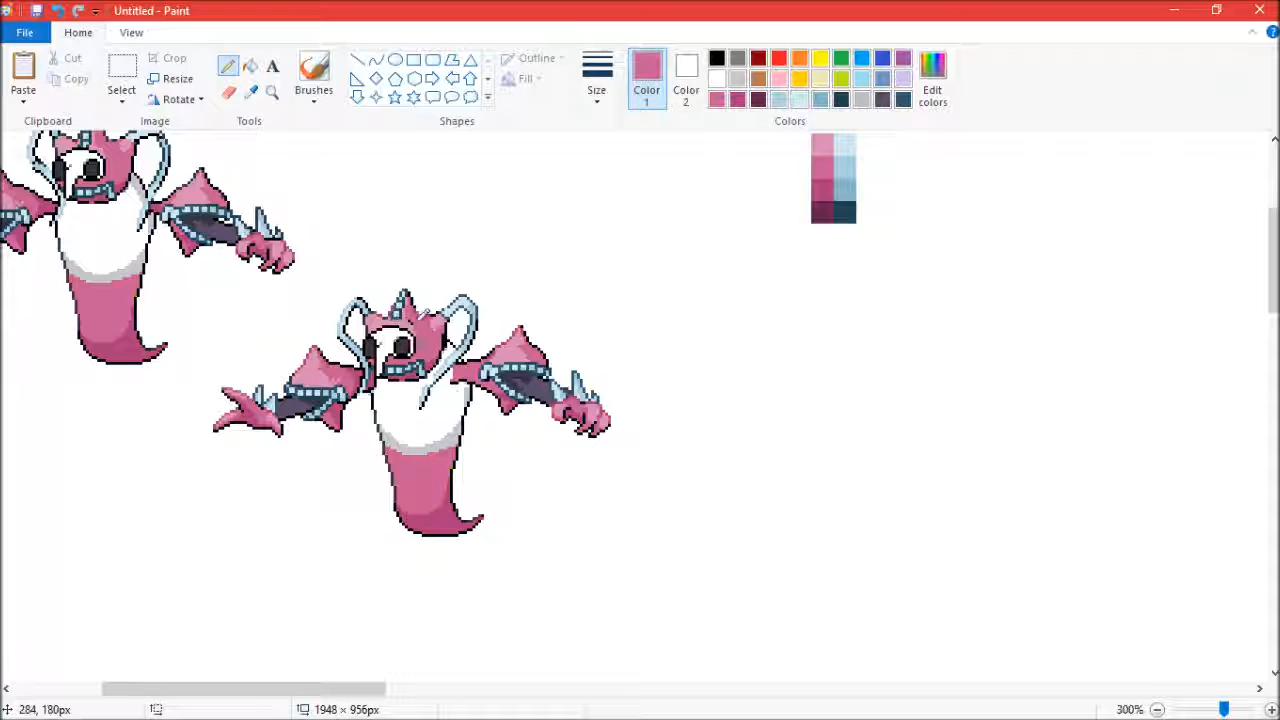 Untitled - Paint
File Home View
Paste
Cut
Copy
Clipboard
Select
Crop
Resize
Rotate
Image
Tools
A
Brushes
Outline
Fill
Shapes
Size
Color 1
Color 2
Edit colors
Colors
284, 180px
1948 × 956px
300%